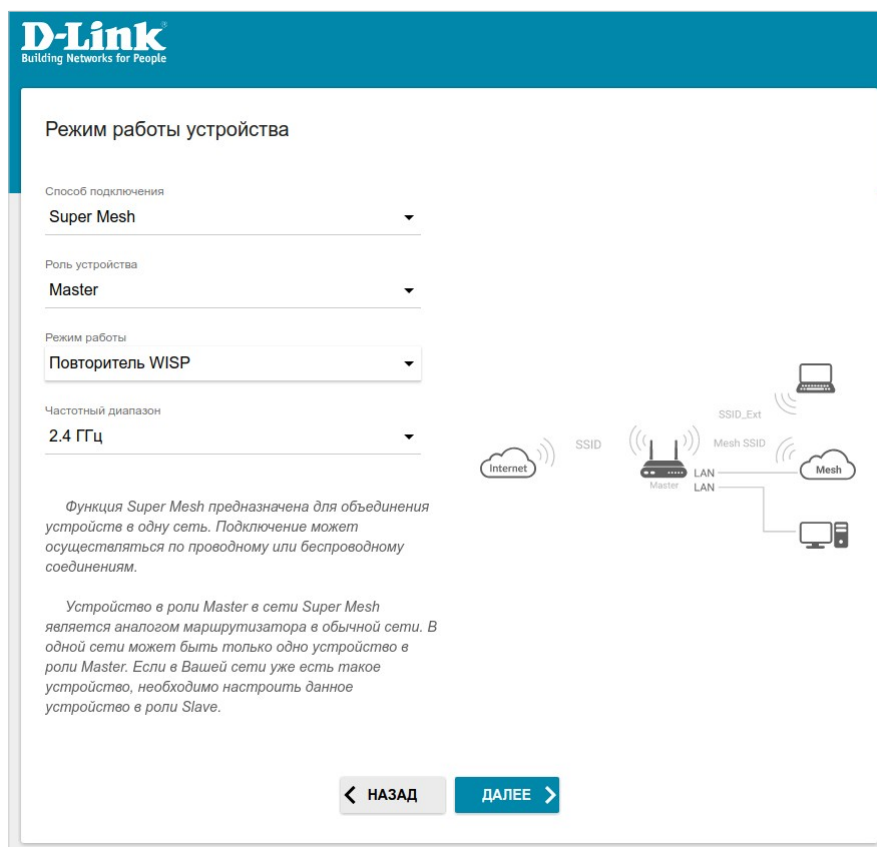 D-Link
Building Networks for People
Режим работы устройства
Способ подключения
Super Mesh
Роль устройства
Master
Режим работы
Повторитель WISP
Частотный диапазон
2.4 ГГц
Функция Super Mesh предназначена для объединения
устройств в одну сеть. Подключение может
осуществляться по проводному или беспроводному
соединениям.
Устройство в роли Master в сети Super Mesh
является аналогом маршрутизатора в обычной сети. В
одной сети может быть только одно устройство в
роли Master. Если в Вашей сети уже есть такое
устройство, необходимо настроить данное
устройство в роли Slave.
Internet
SSID
SSID_Ext
Mesh SSID
Master
LAN
LAN
Mesh
НАЗАД
ДАЛЕЕ